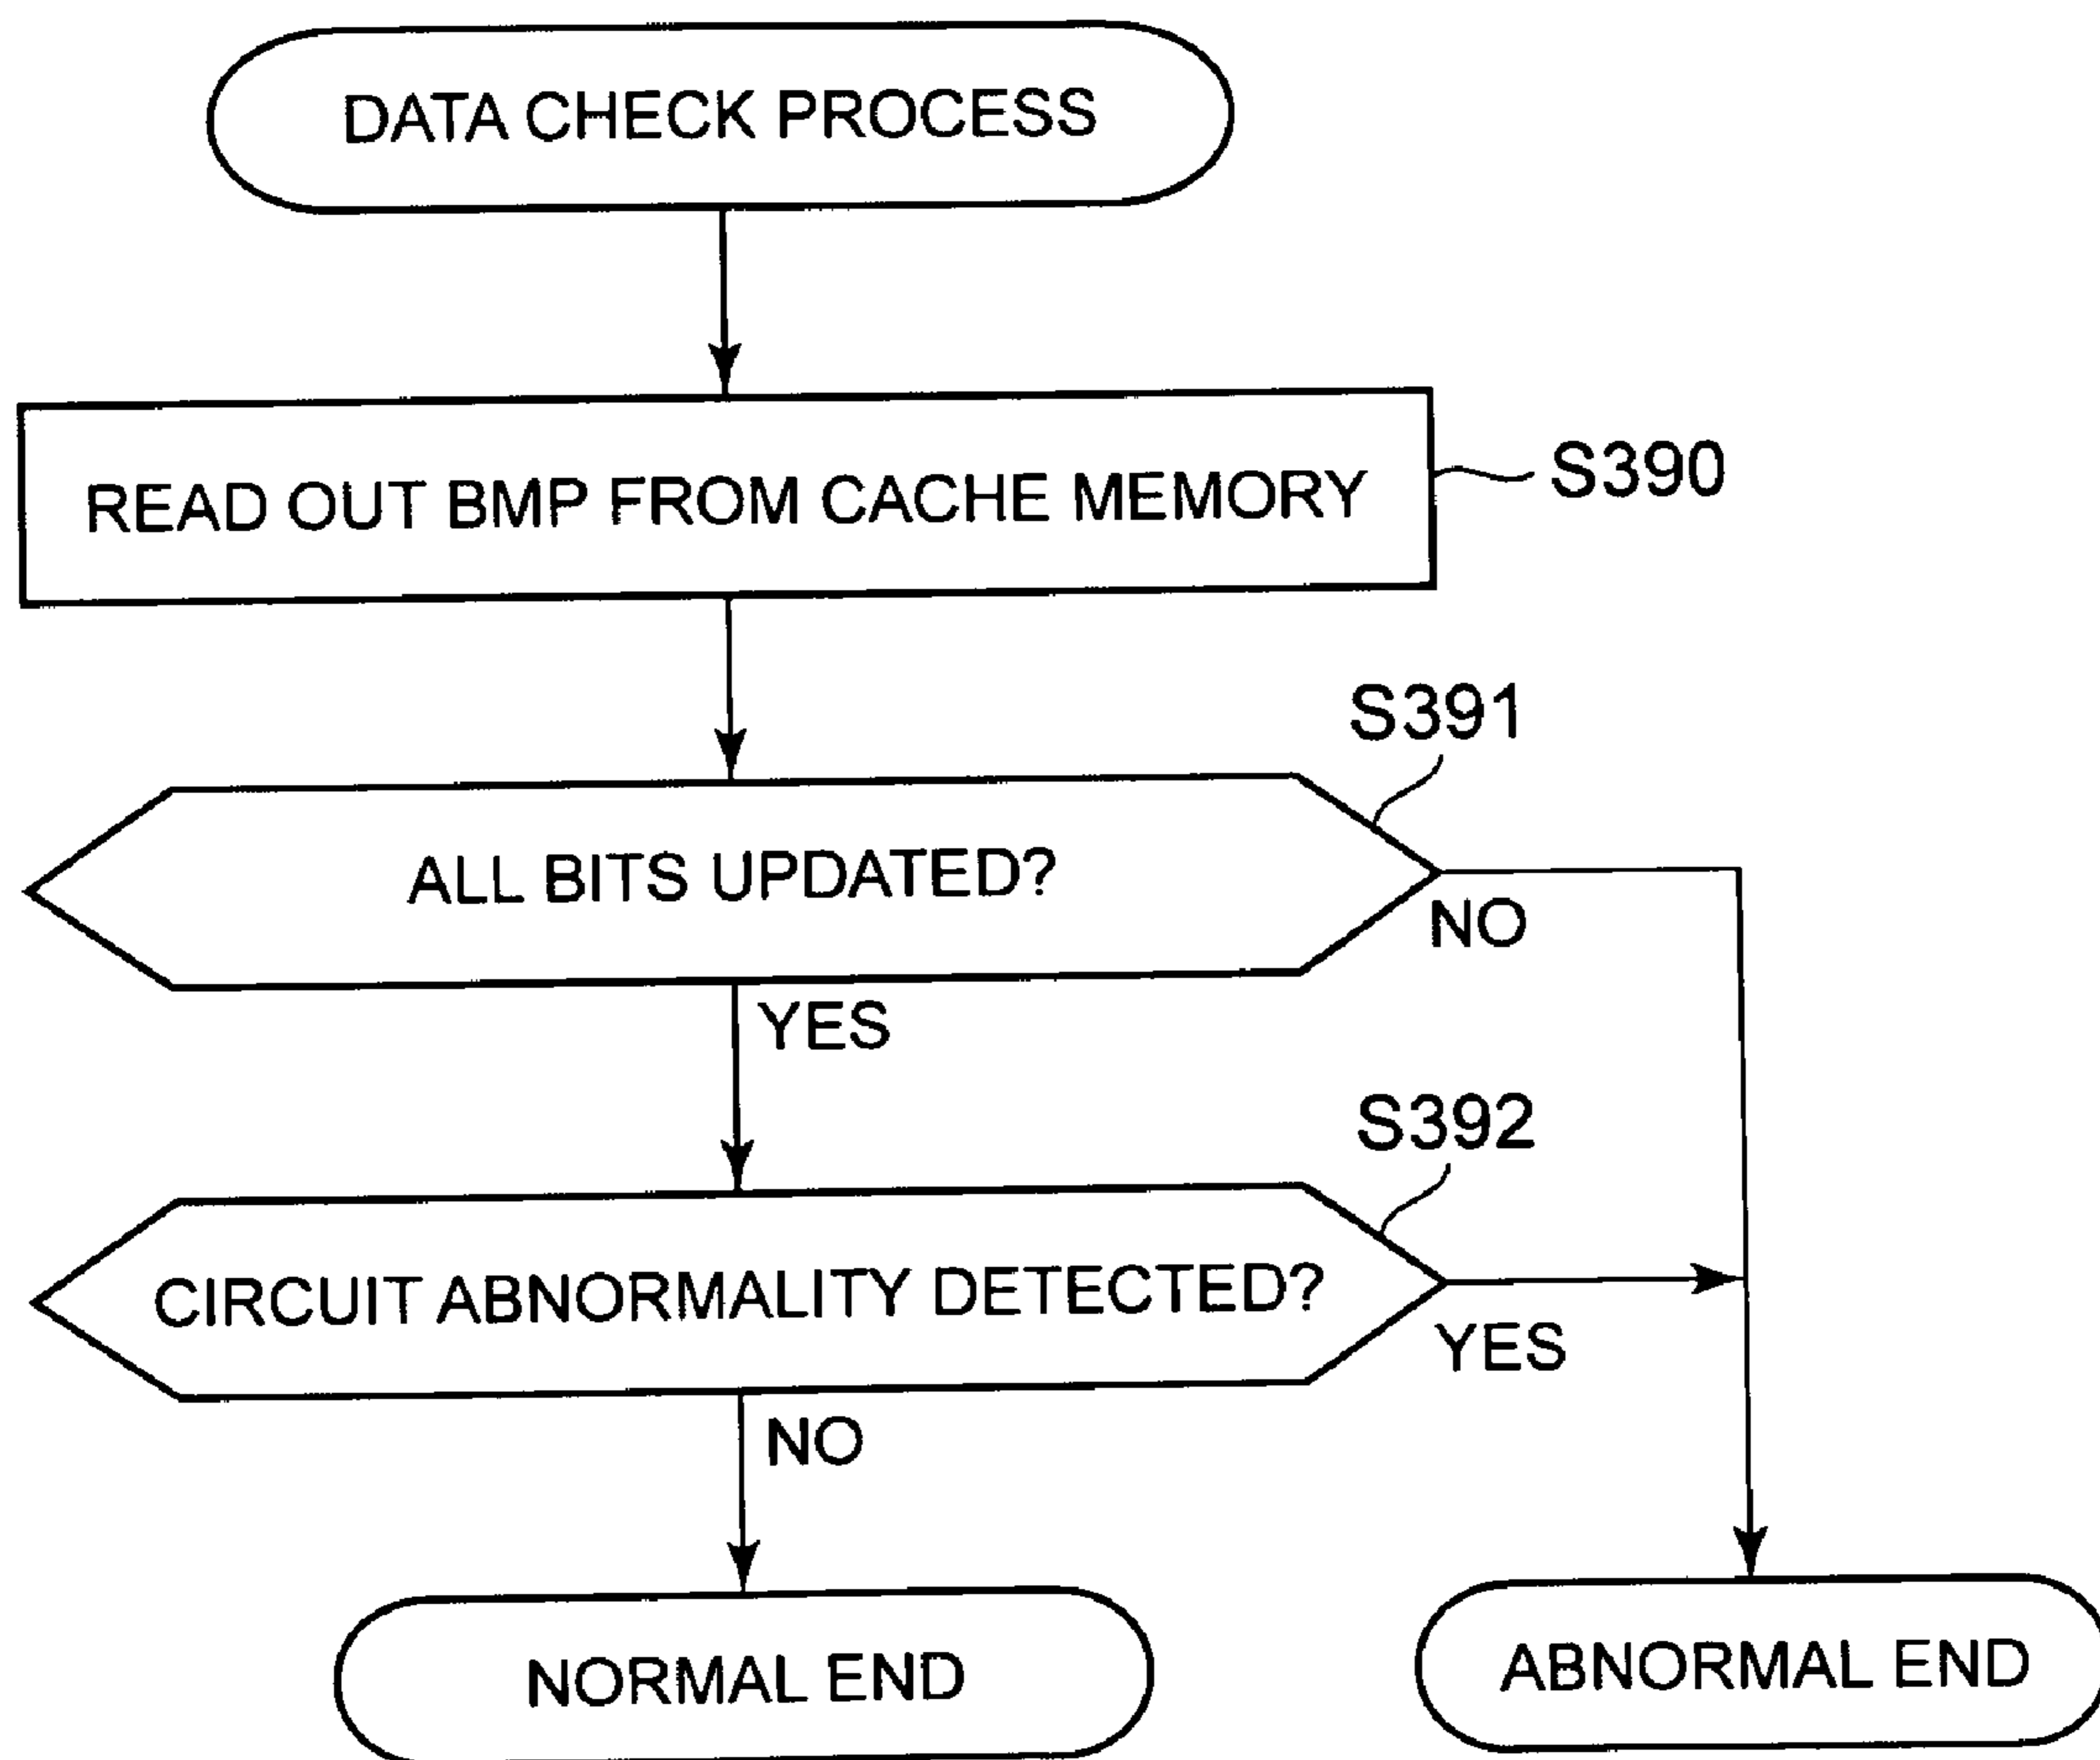 DATA CHECK PROCESS
READ OUT BMP FROM CACHE MEMORY
S390
S391
ALL BITS UPDATED?
NO
YES
S392
CIRCUIT ABNORMALITY DETECTED?
YES
NO
NORMAL END
ABNORMAL END